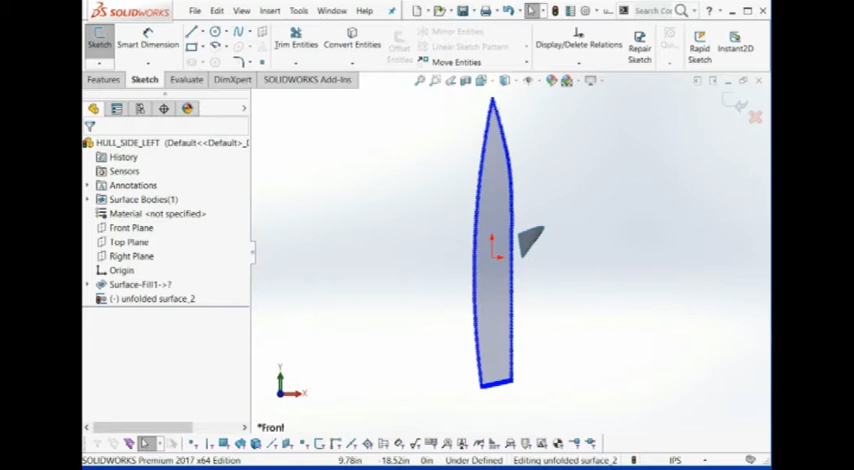 SOLIDWORKS File Edit View Insert Tools Window Help Search Co
Sketch Smart Dimension Trim Entities Convert Entities Offset Entities Mirror Entities Linear Sketch Pattern Move Entities Display/Delete Relations Repair Sketch Qu... Rapid Sketch Instant2D
Features Sketch Evaluate DimXpert SOLIDWORKS Add-Ins
HULL_SIDE_LEFT (Default<<Default>_D
History
Sensors
Annotations
Surface Bodies(1)
Material <not specified>
Front Plane
Top Plane
Right Plane
Origin
Surface-Fill1->?
(-) unfolded surface_2
Y
X
*Front
SOLIDWORKS Premium 2017 x64 Edition 9.78in -18.52in 0in Under Defined Editing unfolded surface_2 IPS